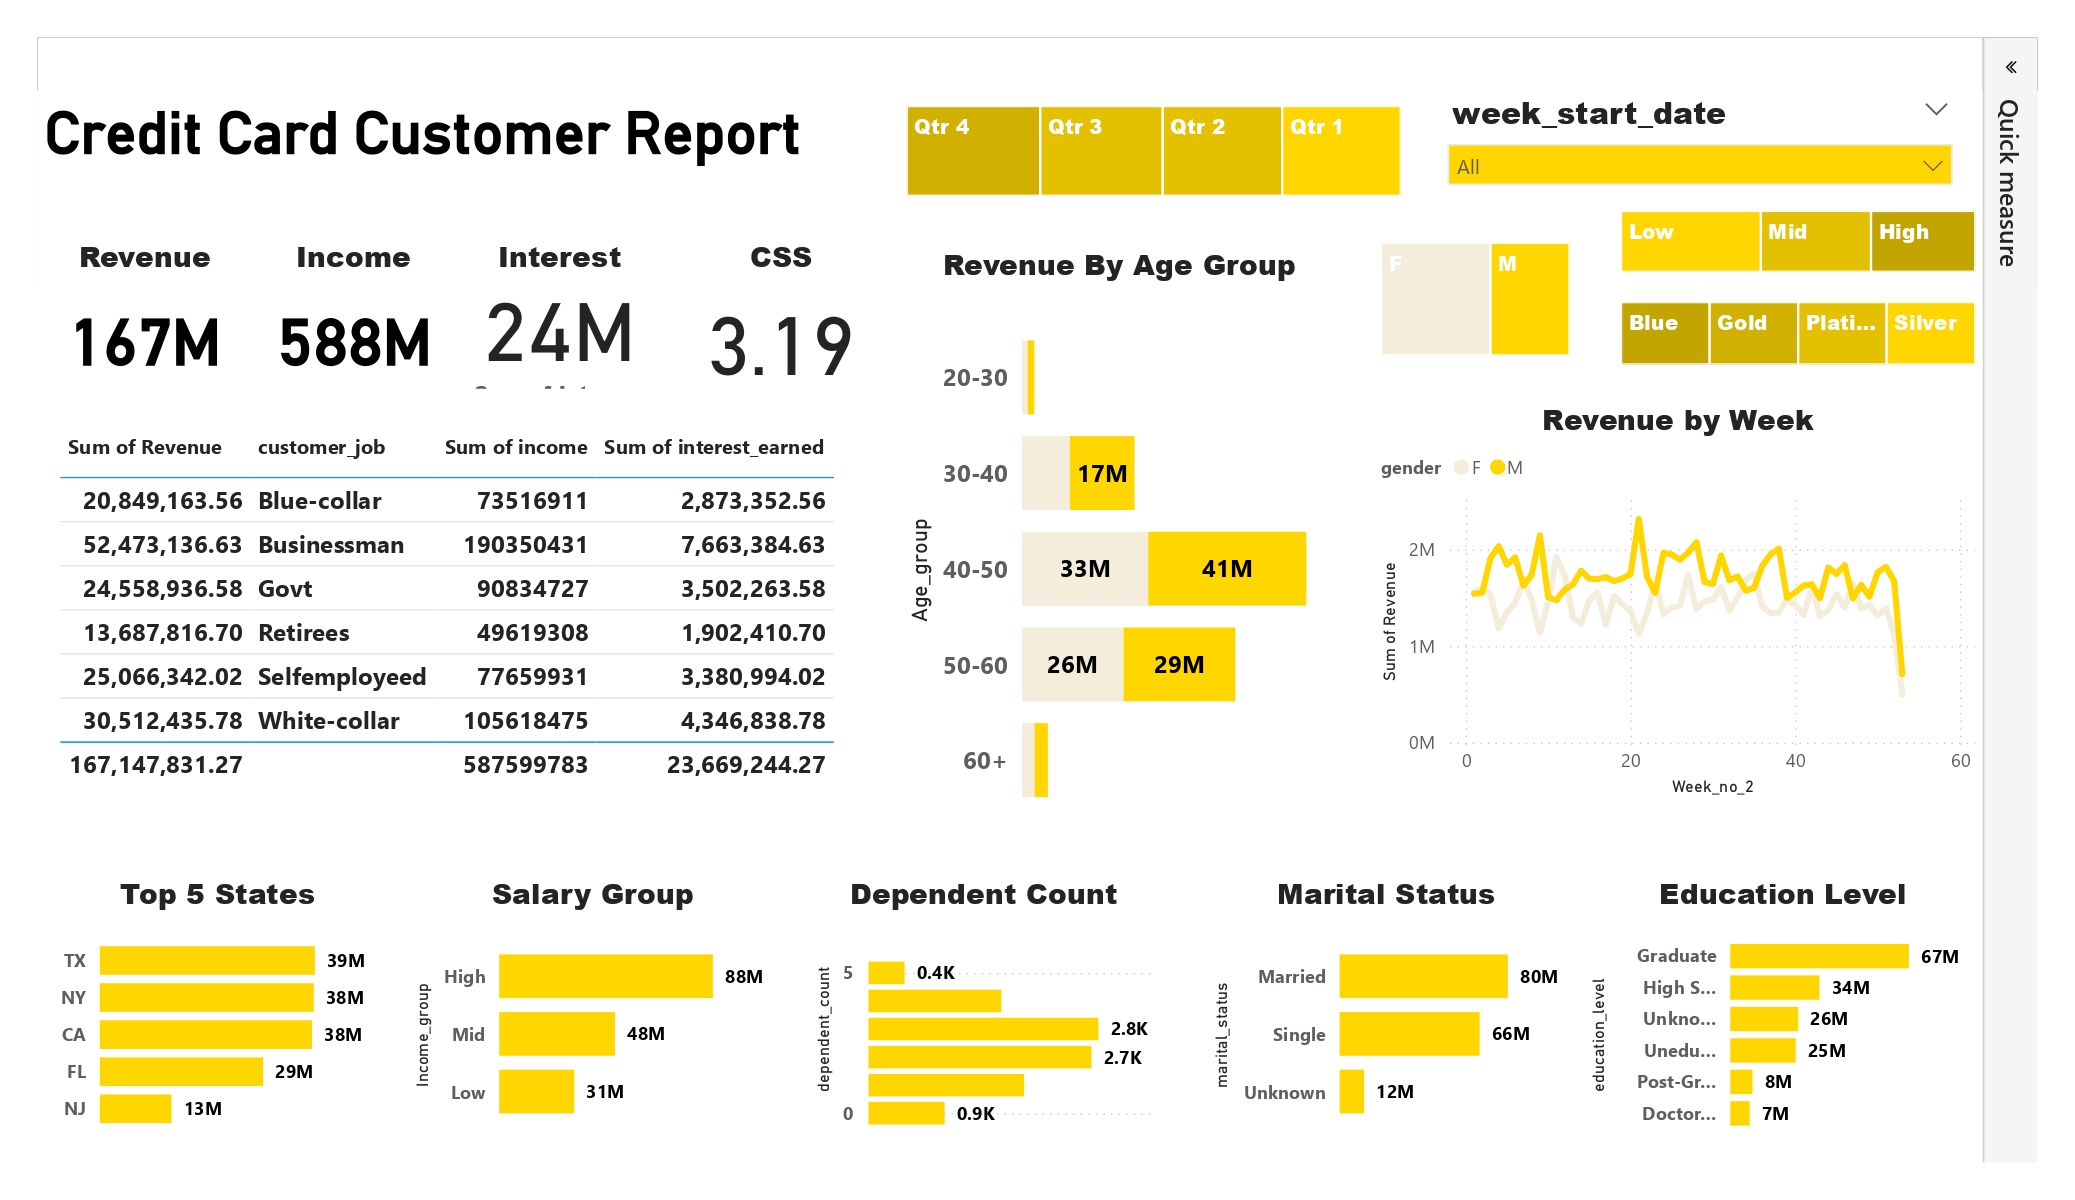 Credit Card Customer Report
Qtr 4 Qtr 3 Qtr 2 Qtr 1
week_start_date
All
Quick measure
Low Mid High
F M
Blue Gold Plati... Silver
Revenue Income Interest CSS
167M 588M 24M 3.19
Sum of Revenue customer_job Sum of income Sum of interest_earned
20,849,163.56 Blue-collar 73516911 2,873,352.56
52,473,136.63 Businessman 190350431 7,663,384.63
24,558,936.58 Govt 90834727 3,502,263.58
13,687,816.70 Retirees 49619308 1,902,410.70
25,066,342.02 Selfemployeed 77659931 3,380,994.02
30,512,435.78 White-collar 105618475 4,346,838.78
167,147,831.27 587599783 23,669,244.27
Revenue By Age Group
Age_group
20-30
30-40 17M
40-50 33M 41M
50-60 26M 29M
60+
Revenue by Week
gender F M
Sum of Revenue
2M
1M
0M
0 20 40 60
Week_no_2
Top 5 States
TX 39M
NY 38M
CA 38M
FL 29M
NJ 13M
Salary Group
Income_group
High 88M
Mid 48M
Low 31M
Dependent Count
dependent_count
5 0.4K
2.8K
2.7K
0 0.9K
Marital Status
marital_status
Married 80M
Single 66M
Unknown 12M
Education Level
education_level
Graduate 67M
High S... 34M
Unkno... 26M
Unedu... 25M
Post-Gr... 8M
Doctor... 7M